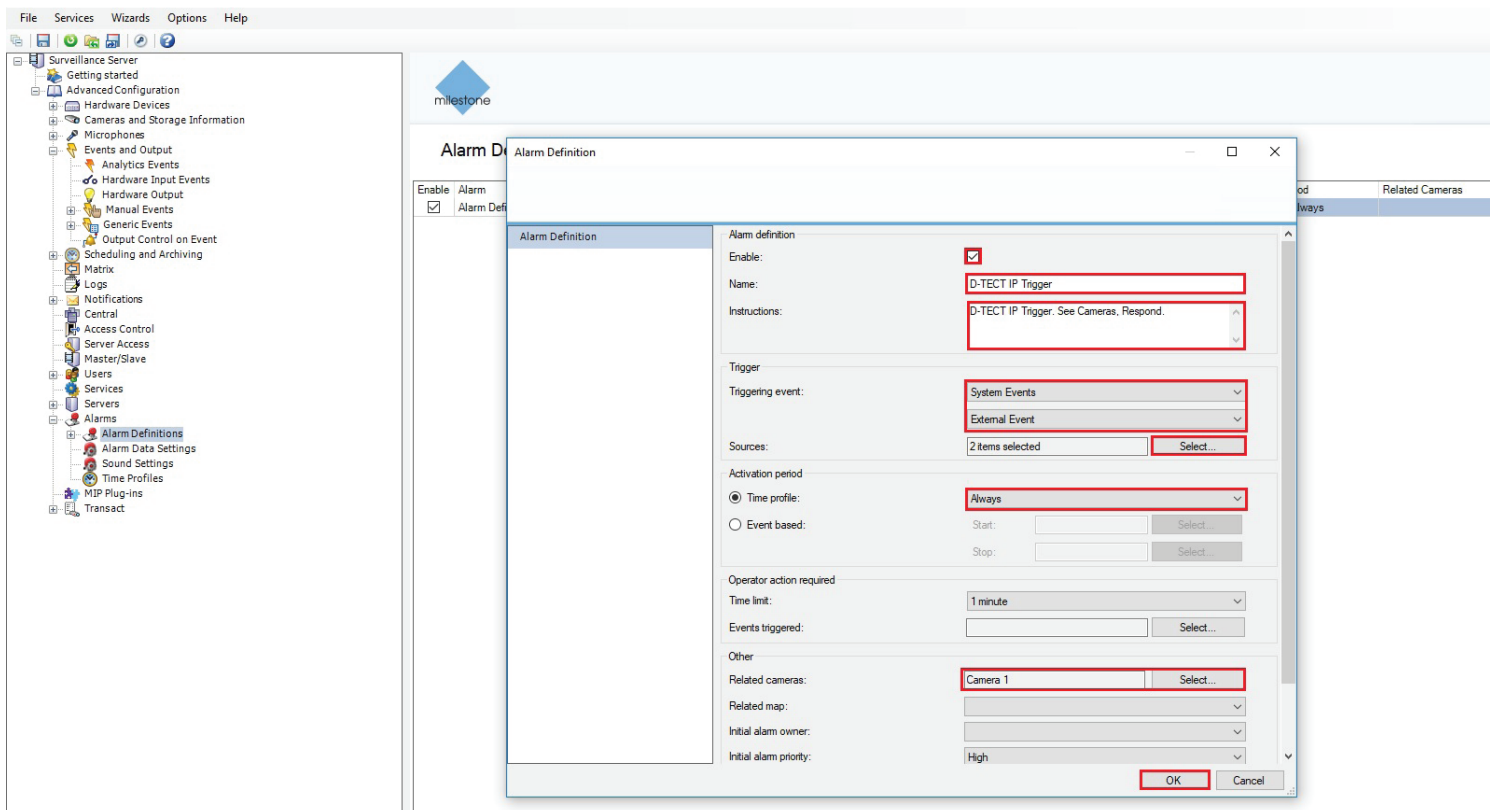 File Services Wizards Options Help
Surveillance Server
Getting started
Advanced Configuration
Hardware Devices
Cameras and Storage Information
Microphones
Events and Output
Analytics Events
Hardware Input Events
Hardware Output
Manual Events
Generic Events
Output Control on Event
Scheduling and Archiving
Matrix
Logs
Notifications
Central
Access Control
Server Access
Master/Slave
Users
Services
Servers
Alarms
Alarm Definitions
Alarm Data Settings
Sound Settings
Time Profiles
MIP Plug-ins
Transact
milestone
Alarm De
Enable Alarm od Related Cameras
Alarm Defi lways
Alarm Definition
Alarm Definition
Alarm definition
Enable:
Name: D-TECT IP Trigger
Instructions: D-TECT IP Trigger. See Cameras, Respond.
Trigger
Triggering event: System Events
External Event
Sources: 2 items selected Select...
Activation period
Time profile: Always
Event based: Start: Select...
Stop: Select...
Operator action required
Time limit: 1 minute
Events triggered: Select...
Other
Related cameras: Camera 1 Select...
Related map:
Initial alarm owner:
Initial alarm priority: High
OK Cancel